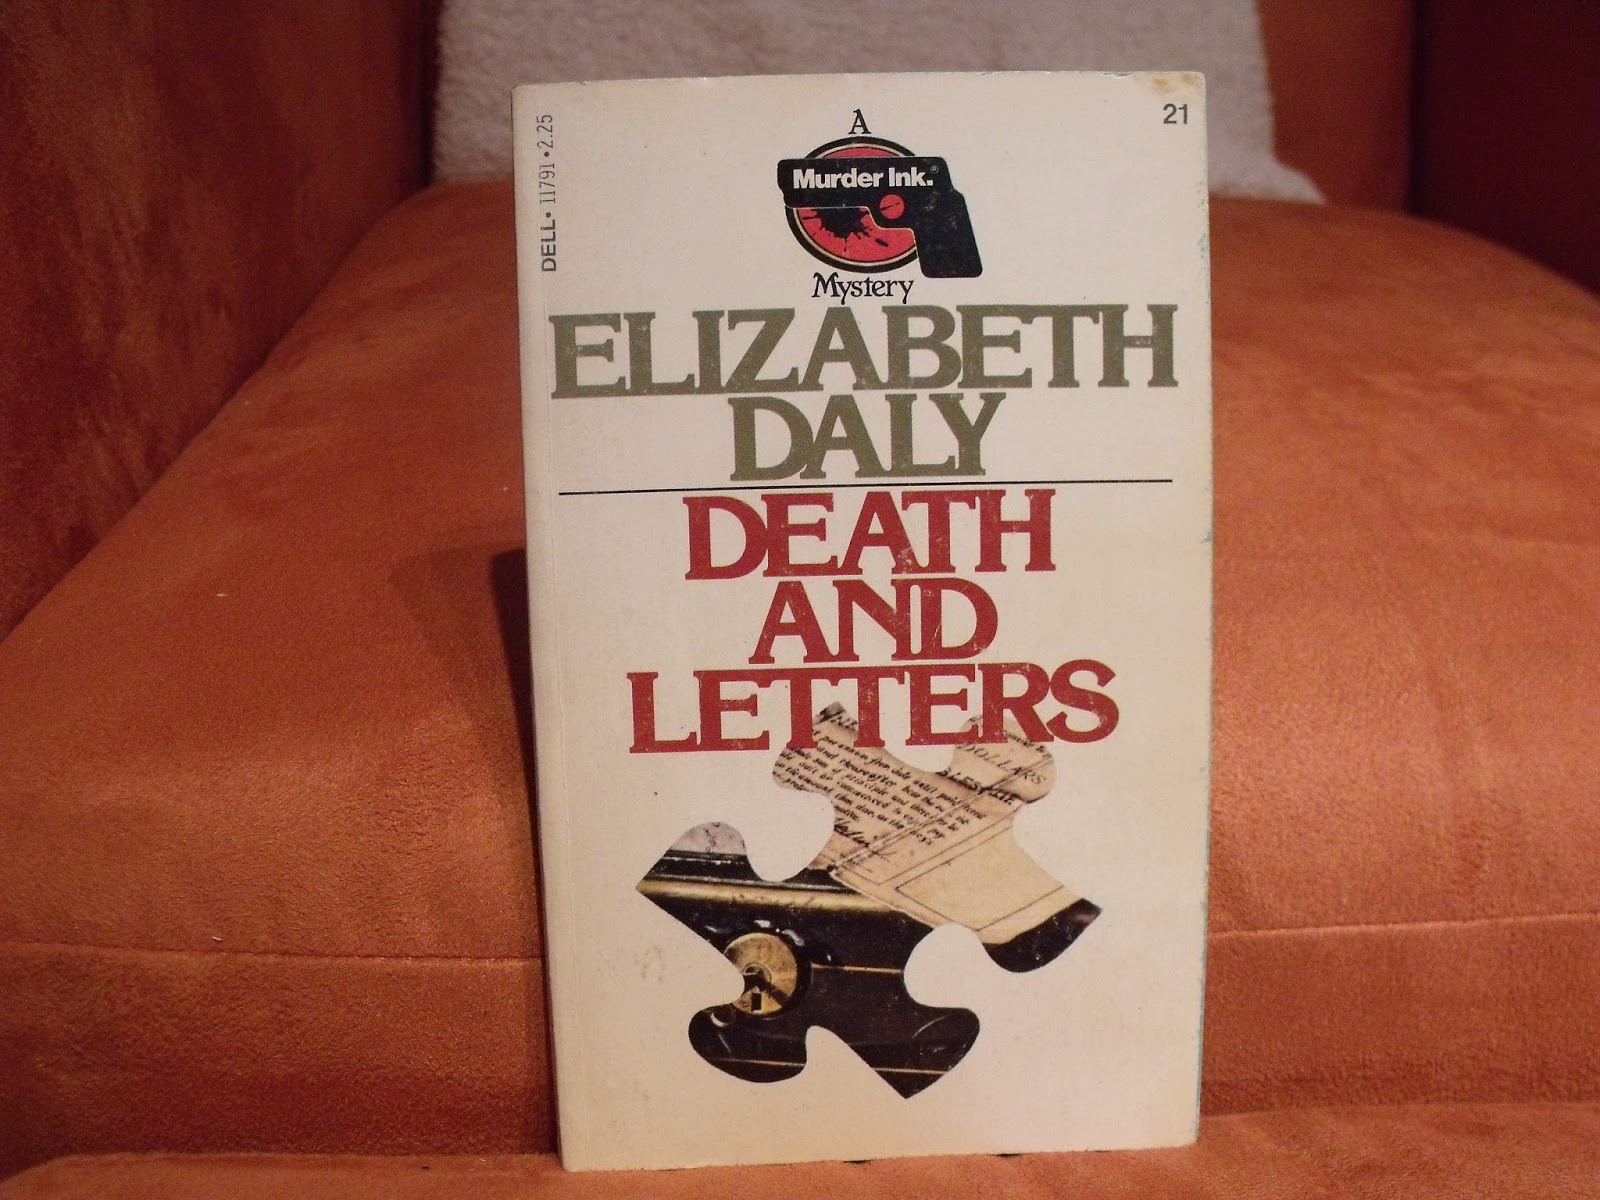 DELL • 11791 • 2.25
21
A
Murder Ink.®
Mystery
ELIZABETH
DALY
DEATH
AND
LETTERS
DOLLARS